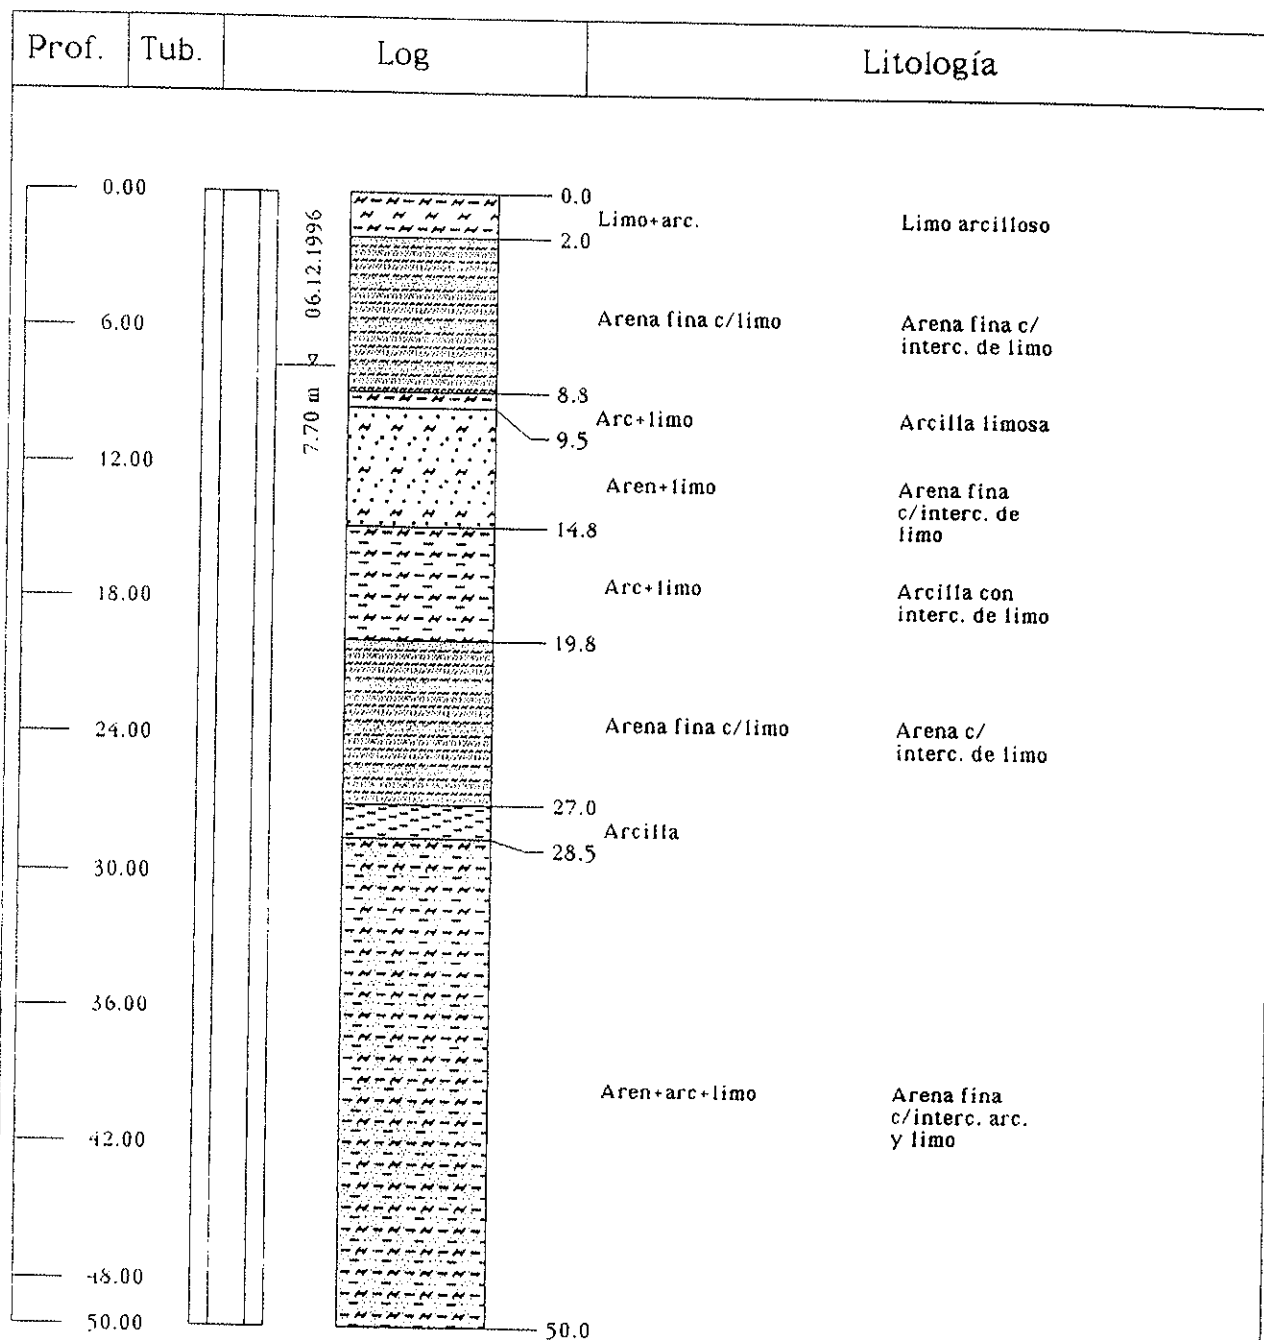 Prof.
Tub.
Log
Litología
0.00
6.00
12.00
18.00
24.00
30.00
36.00
42.00
48.00
50.00
06.12.1996
7.70 m
0.0
Limo+arc.
Limo arcilloso
2.0
Arena fina c/limo
Arena fina c/
interc. de limo
8.8
Arc+limo
Arcilla limosa
9.5
Aren+limo
Arena fina
c/interc. de
limo
14.8
Arc+limo
Arcilla con
interc. de limo
19.8
Arena fina c/limo
Arena c/
interc. de limo
27.0
Arcilla
28.5
Aren+arc+limo
Arena fina
c/interc. arc.
y limo
50.0